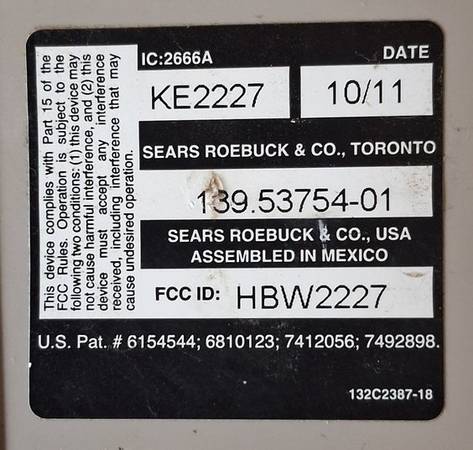 This device complies with Part 15 of the
FCC Rules. Operation is subject to the
following two conditions: (1) this device may
not cause harmful interference, and (2) this
device must accept any interference
received, including interference that may
cause undesired operation.
IC:2666A
DATE
KE2227
10/11
SEARS ROEBUCK & CO., TORONTO
139.53754-01
SEARS ROEBUCK & CO., USA
ASSEMBLED IN MEXICO
FCC ID: HBW2227
U.S. Pat. # 6154544; 6810123; 7412056; 7492898.
132C2387-18